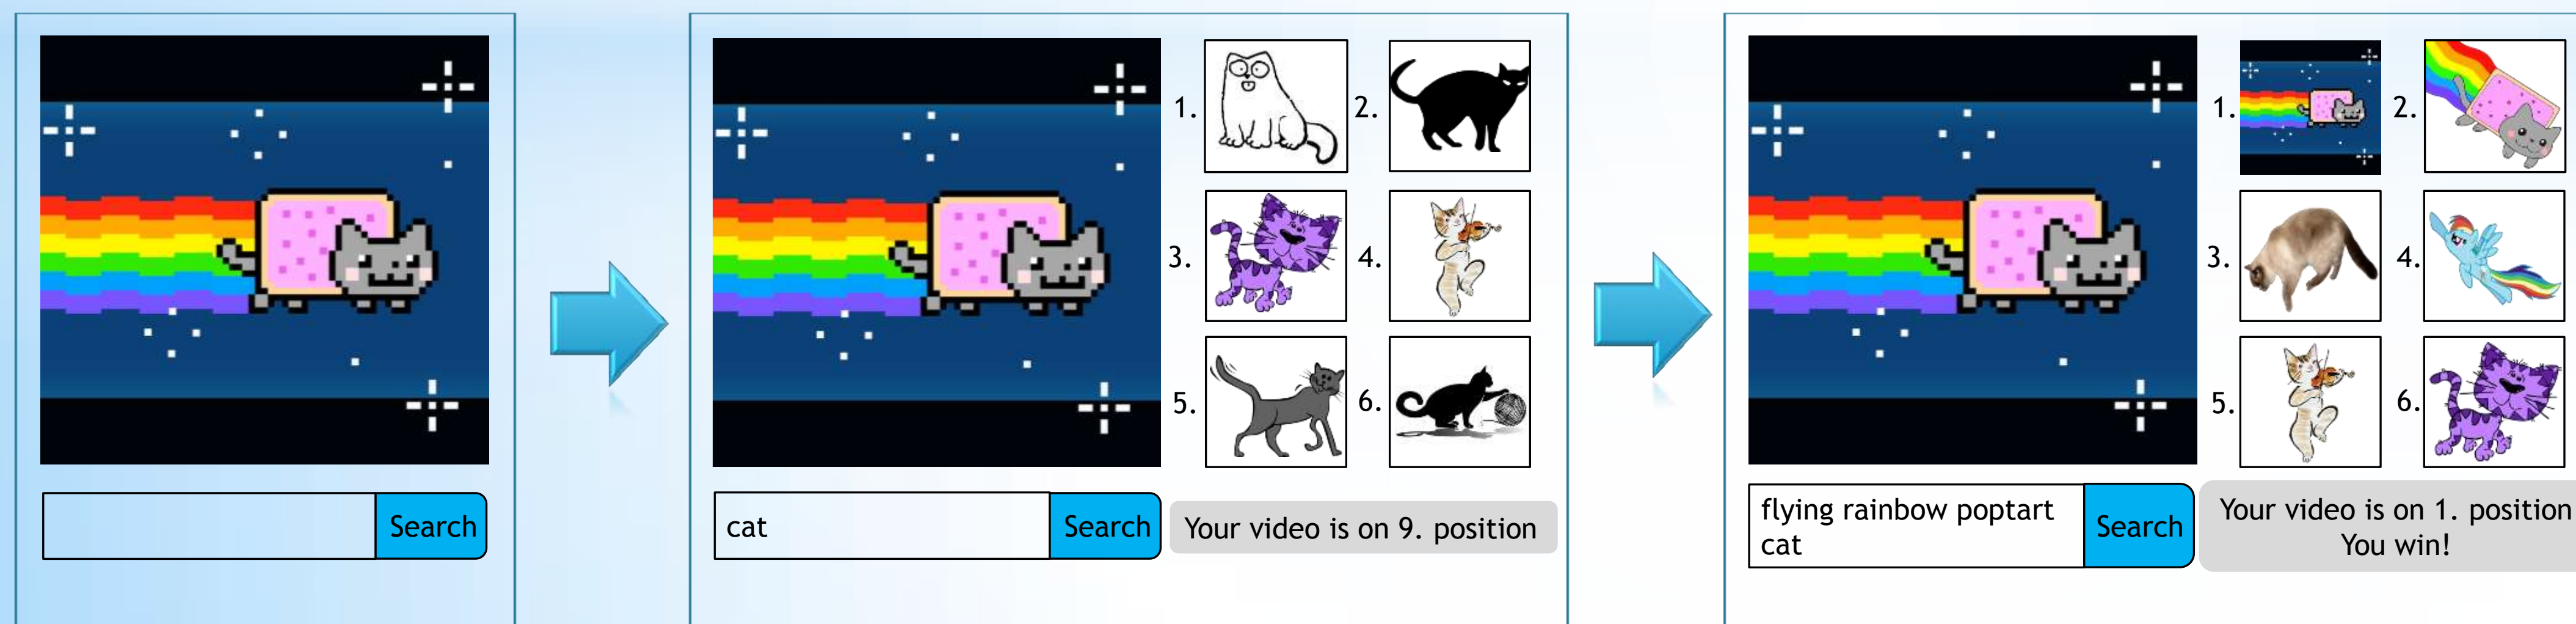 Search
1.
2.
3.
4.
5.
6.
cat
Search
Your video is on 9. position
1.
2.
3.
4.
5.
6.
flying rainbow poptart
cat
Search
Your video is on 1. position
You win!